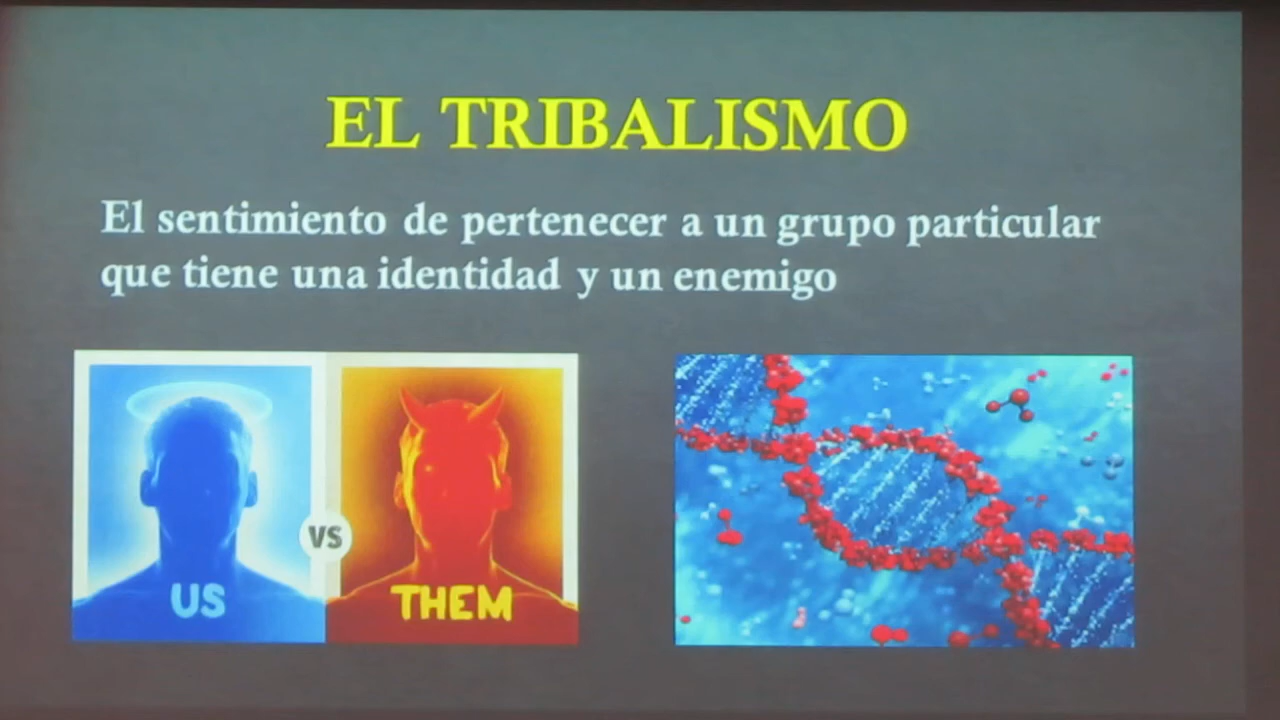 EL TRIBALISMO
El sentimiento de pertenecer a un grupo particular
que tiene una identidad y un enemigo
VS
US
THEM